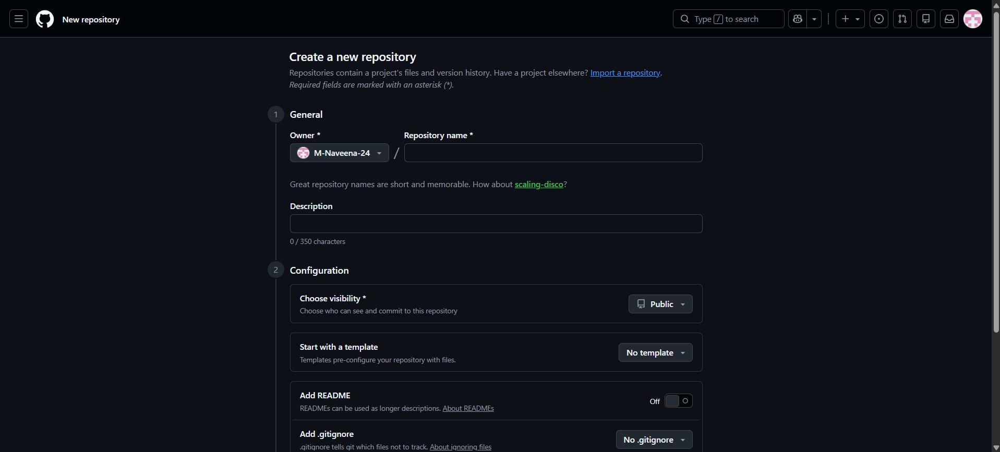 New repository
Type / to search
Create a new repository
Repositories contain a project's files and version history. Have a project elsewhere? Import a repository.
Required fields are marked with an asterisk (*).
1 General
Owner * Repository name *
M-Naveena-24 /
Great repository names are short and memorable. How about scaling-disco?
Description
0 / 350 characters
2 Configuration
Choose visibility *
Choose who can see and commit to this repository
Public
Start with a template
Templates pre-configure your repository with files.
No template
Add README
READMEs can be used as longer descriptions. About READMEs
Off
Add .gitignore
.gitignore tells git which files not to track. About ignoring files
No .gitignore